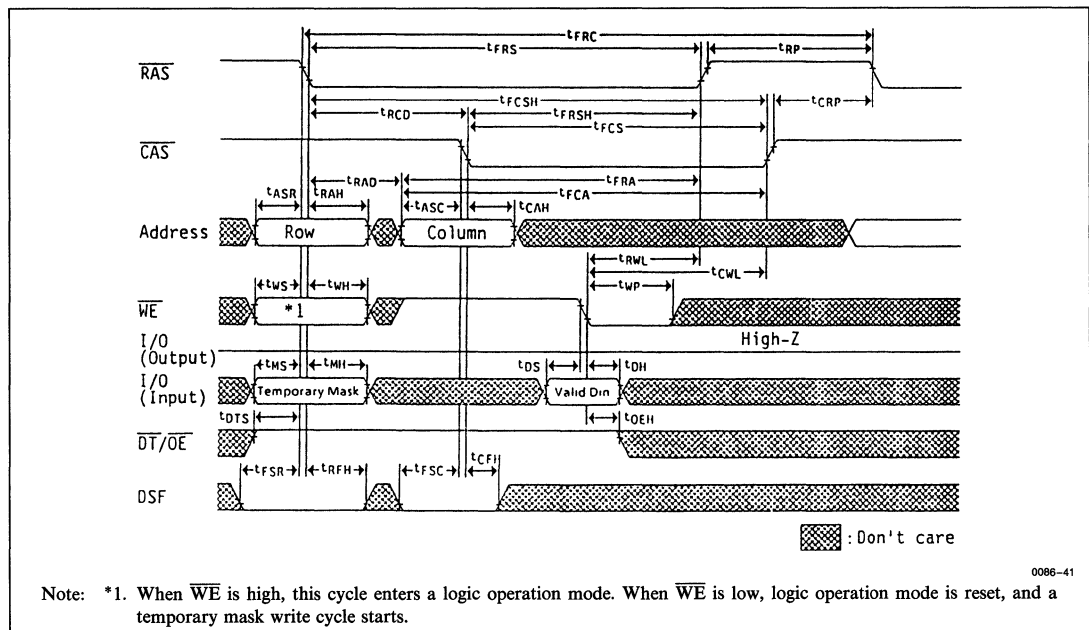 tFRC
tFRS tRP
RAS
tFCSH tCRP
tRCD tFRSH
tFCS
CAS
tRAD tFRA
tASR tRAH tFCA
tASC tCAH
Address Row Column
tRWL
tCWL
tWS tWH tWP
WE *1
I/O (Output) High-Z
tMS tMH tDS tDH
I/O (Input) Temporary Mask Valid Din
tDTS tOEH
DT/OE
tFSR tRFH tFSC tCFH
DSF
: Don't care
0086-41
Note: *1. When WE is high, this cycle enters a logic operation mode. When WE is low, logic operation mode is reset, and a
temporary mask write cycle starts.